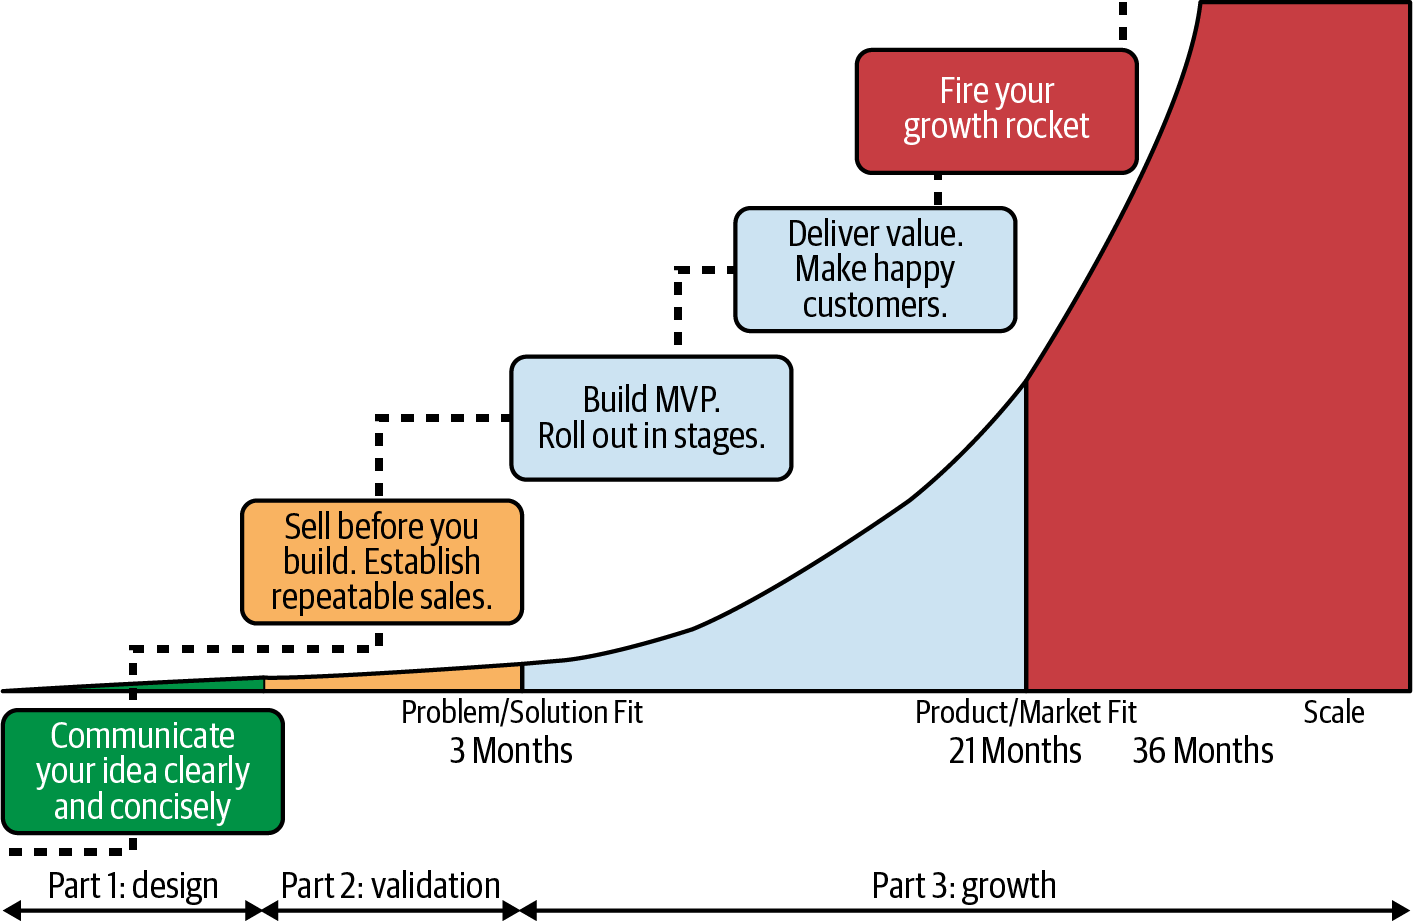 Fire your
growth rocket
Deliver value.
Make happy
customers.
Build MVP.
Roll out in stages.
Sell before you
build. Establish
repeatable sales.
Communicate
your idea clearly
and concisely
Problem/Solution Fit
3 Months
Product/Market Fit
21 Months
36 Months
Scale
Part 1: design
Part 2: validation
Part 3: growth